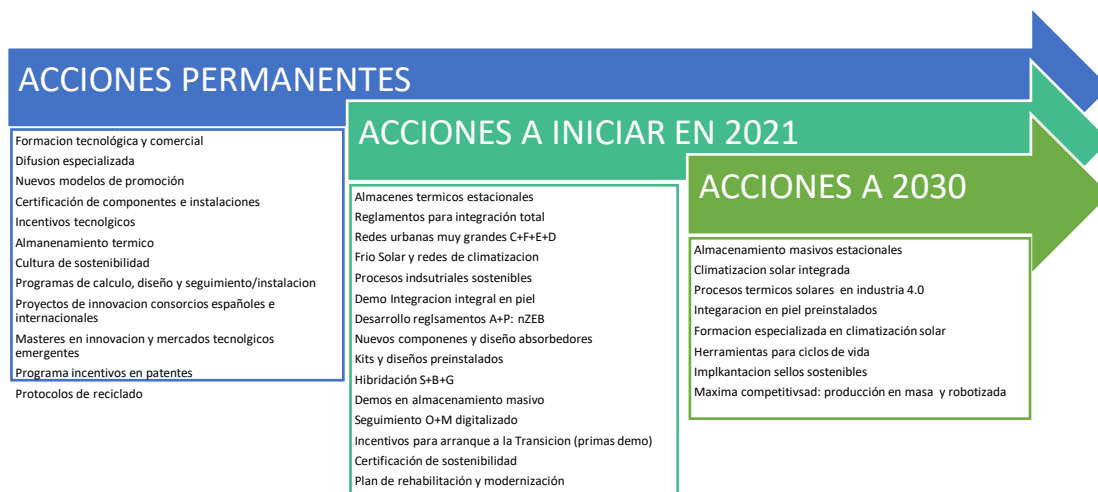 ACCIONES PERMANENTES
Formacion tecnológica y comercial
Difusion especializada
Nuevos modelos de promoción
Certificación de componentes e instalaciones
Incentivos tecnolgicos
Almanenamiento termico
Cultura de sostenibilidad
Programas de calculo, diseño y seguimiento/instalacion
Proyectos de innovacion consorcios españoles e
internacionales
Masteres en innovacion y mercados tecnolgicos
emergentes
Programa incentivos en patentes
Protocolos de reciclado
ACCIONES A INICIAR EN 2021
Almacenes termicos estacionales
Reglamentos para integración total
Redes urbanas muy grandes C+F+E+D
Frio Solar y redes de climatizacion
Procesos indsutriales sostenibles
Demo Integracion integral en piel
Desarrollo reglsamentos A+P: nZEB
Nuevos componenes y diseño absorbedores
Kits y diseños preinstalados
Hibridación S+B+G
Demos en almacenamiento masivo
Seguimiento O+M digitalizado
Incentivos para arranque a la Transicion (primas demo)
Certificación de sostenibilidad
Plan de rehabilitación y modernización
ACCIONES A 2030
Almacenamiento masivos estacionales
Climatizacion solar integrada
Procesos termicos solares en industria 4.0
Integaracion en piel preinstalados
Formacion especializada en climatización solar
Herramientas para ciclos de vida
Implkantacion sellos sostenibles
Maxima competitivsad: producción en masa y robotizada